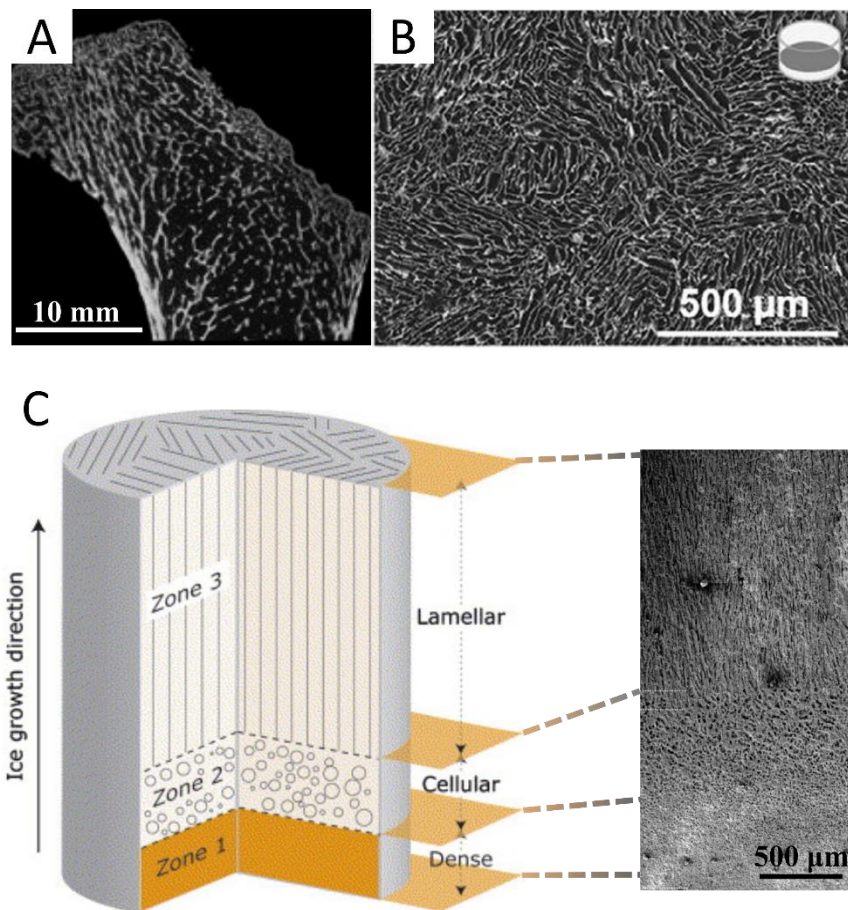 A
10 mm
B
500 µm
C
Ice growth direction
Zone 3
Zone 2
Zone 1
Lamellar
Cellular
Dense
500 µm